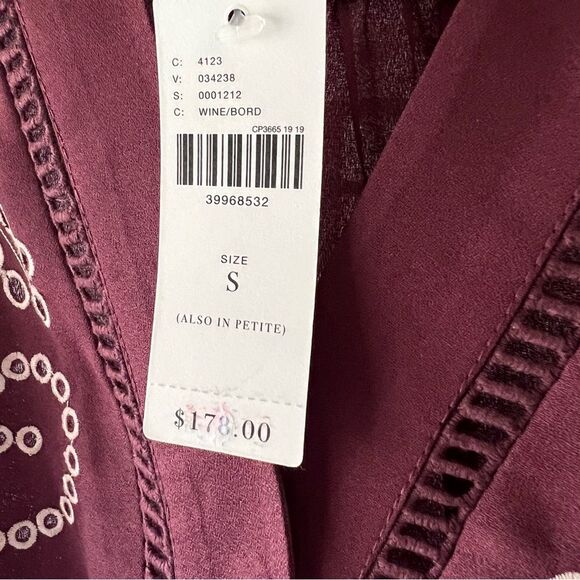 C: 4123
V: 034238
S: 0001212
C: WINE/BORD
CP3665 19 19
39968532
SIZE
S
(ALSO IN PETITE)
$178.00